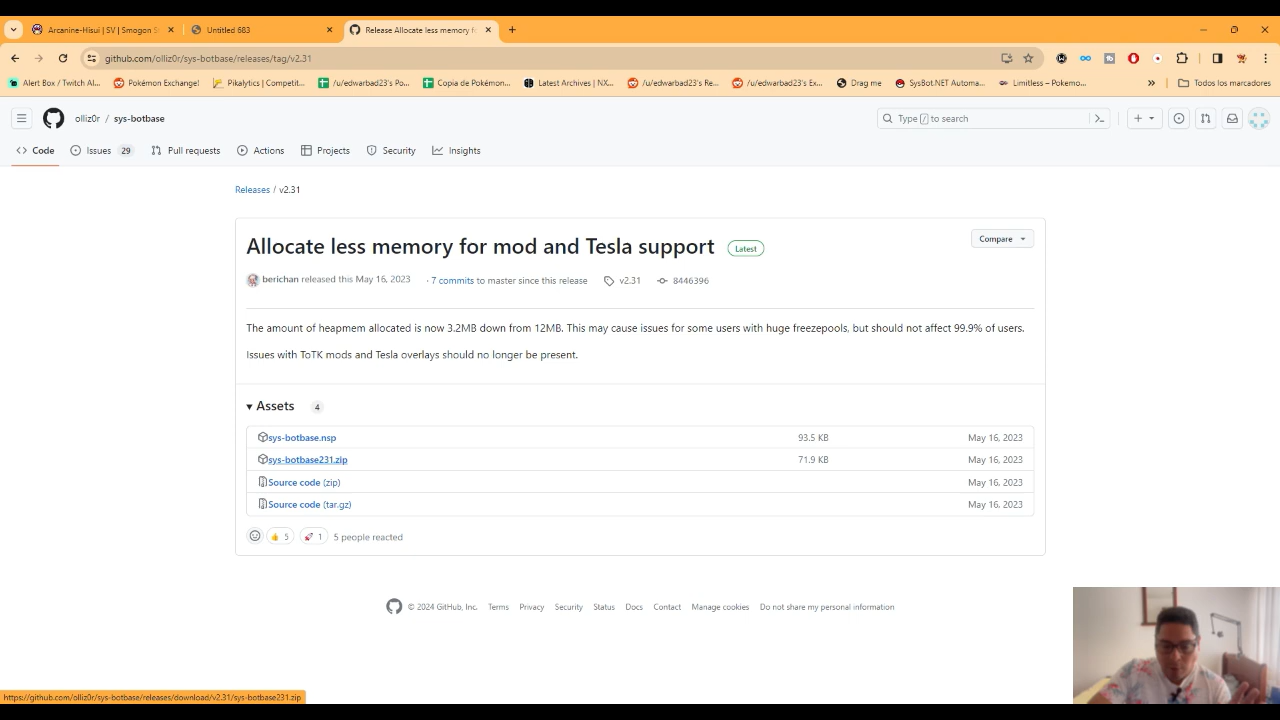 Arcanine-Hisui | SV | Smogon S
Untitled 683
Release Allocate less memory f
github.com/olliz0r/sys-botbase/releases/tag/v2.31
Alert Box / Twitch Al...
Pokémon Exchange!
Pikalytics | Competit...
/u/edwarbad23's Po...
Copia de Pokémon...
Latest Archives | NX...
/u/edwarbad23's Re...
/u/edwarbad23's Ex...
Drag me
SysBot.NET Automa...
Limitless – Pokemo...
Todos los marcadores
olliz0r / sys-botbase
Type / to search
Code
Issues 29
Pull requests
Actions
Projects
Security
Insights
Releases / v2.31
Allocate less memory for mod and Tesla support Latest
Compare
berichan released this May 16, 2023 · 7 commits to master since this release v2.31 8446396
The amount of heapmem allocated is now 3.2MB down from 12MB. This may cause issues for some users with huge freezepools, but should not affect 99.9% of users.
Issues with ToTK mods and Tesla overlays should no longer be present.
Assets 4
sys-botbase.nsp 93.5 KB May 16, 2023
sys-botbase231.zip 71.9 KB May 16, 2023
Source code (zip) May 16, 2023
Source code (tar.gz) May 16, 2023
👍 5 🚀 1 5 people reacted
© 2024 GitHub, Inc. Terms Privacy Security Status Docs Contact Manage cookies Do not share my personal information
https://github.com/olliz0r/sys-botbase/releases/download/v2.31/sys-botbase231.zip